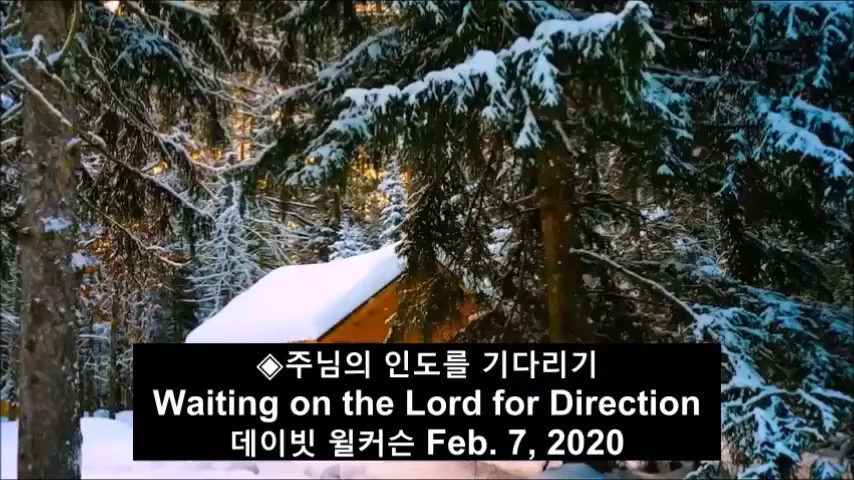 ◈주님의 인도를 기다리기
Waiting on the Lord for Direction
데이빗 윌커슨 Feb. 7, 2020